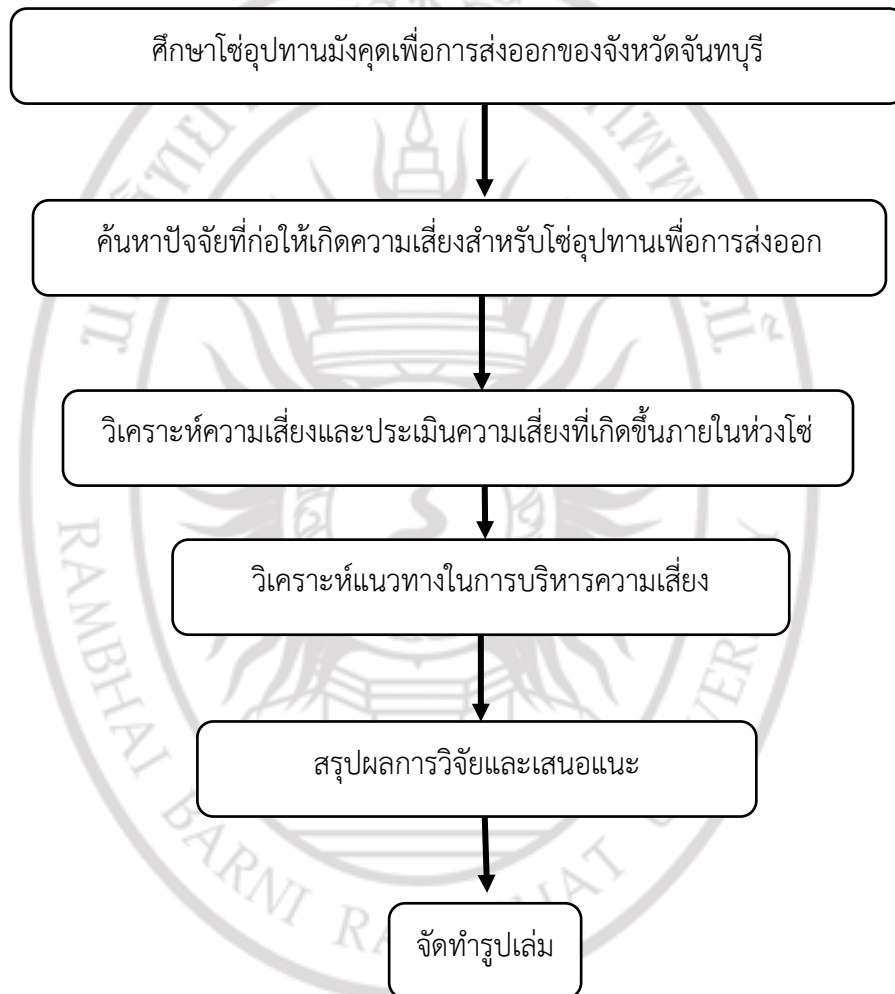 ศึกษาโซ่อุปทานมังคุดเพื่อการส่งออกของจังหวัดจันทบุรี
ค้นหาปัจจัยที่ก่อให้เกิดความเสี่ยงสำหรับโซ่อุปทานเพื่อการส่งออก
วิเคราะห์ความเสี่ยงและประเมินความเสี่ยงที่เกิดขึ้นภายในห่วงโซ่
วิเคราะห์แนวทางในการบริหารความเสี่ยง
สรุปผลการวิจัยและเสนอแนะ
จัดทำรูปเล่ม
RAMBHAI BARNI